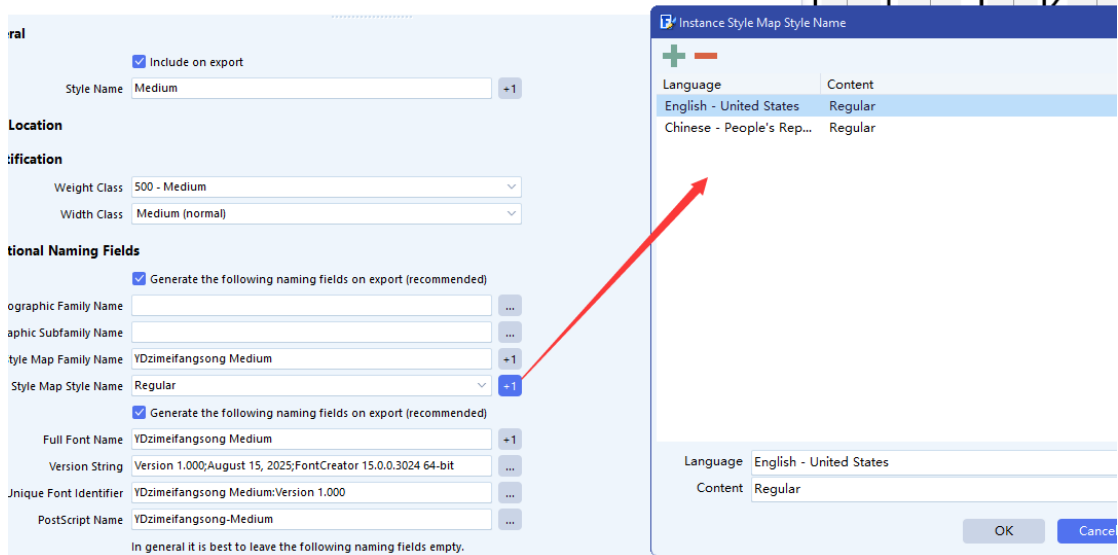 ral
Include on export
Style Name Medium +1
Location
tification
Weight Class 500 - Medium
Width Class Medium (normal)
tional Naming Fields
Generate the following naming fields on export (recommended)
ographic Family Name ...
aphic Subfamily Name ...
tyle Map Family Name YDzimeifangsong Medium +1
Style Map Style Name Regular +1
Generate the following naming fields on export (recommended)
Full Font Name YDzimeifangsong Medium +1
Version String Version 1.000;August 15, 2025;FontCreator 15.0.0.3024 64-bit ...
Unique Font Identifier YDzimeifangsong Medium:Version 1.000 ...
PostScript Name YDzimeifangsong-Medium ...
In general it is best to leave the following naming fields empty.
Instance Style Map Style Name
Language Content
English - United States Regular
Chinese - People's Rep... Regular
Language English - United States
Content Regular
OK Cancel